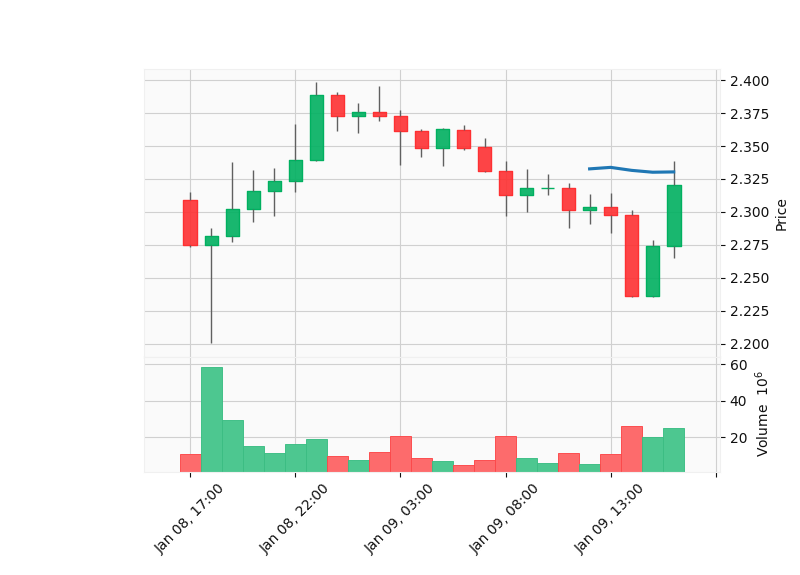 2.400
2.375
2.350
2.325
2.300
2.275
2.250
2.225
2.200
Price
60
40
20
Volume 10^6
Jan 08, 17:00
Jan 08, 22:00
Jan 09, 03:00
Jan 09, 08:00
Jan 09, 13:00